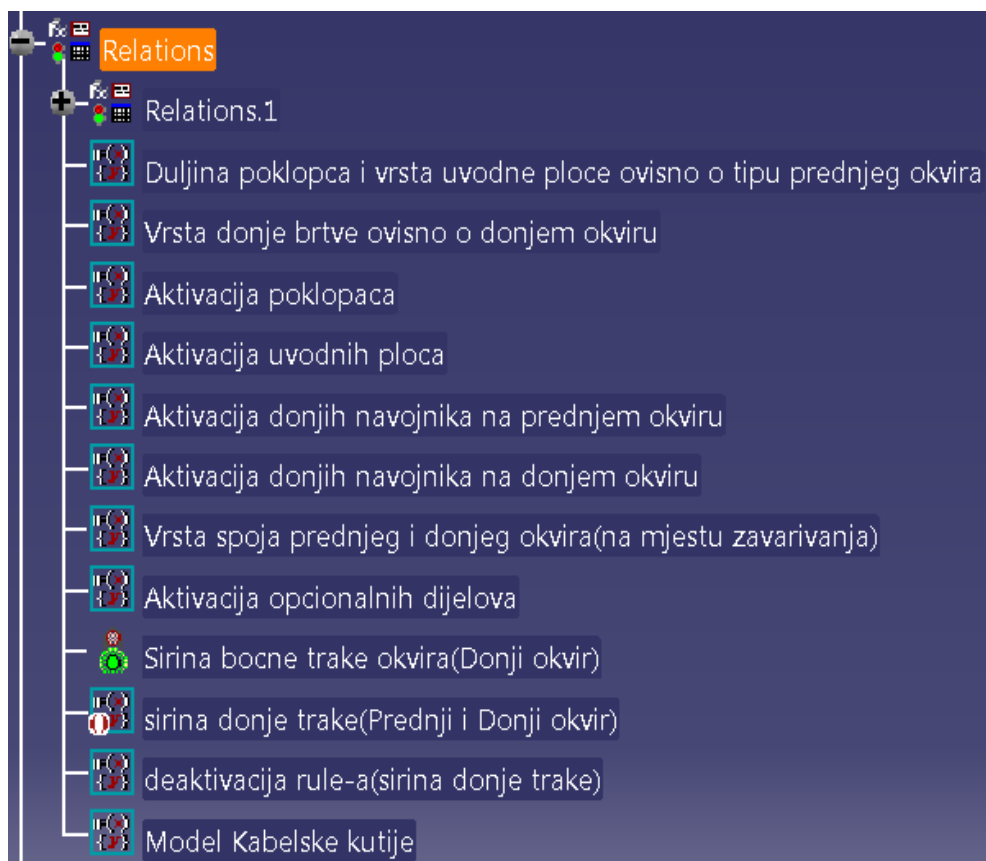 Relations
Relations.1
Duljina poklopca i vrsta uvodne ploce ovisno o tipu prednjeg okvira
Vrsta donje brtve ovisno o donjem okviru
Aktivacija poklopaca
Aktivacija uvodnih ploca
Aktivacija donjih navojnika na prednjem okviru
Aktivacija donjih navojnika na donjem okviru
Vrsta spoja prednjeg i donjeg okvira(na mjestu zavarivanja)
Aktivacija opcionalnih dijelova
Sirina bocne trake okvira(Donji okvir)
sirina donje trake(Prednji i Donji okvir)
deaktivacija rule-a(sirina donje trake)
Model Kabelske kutije